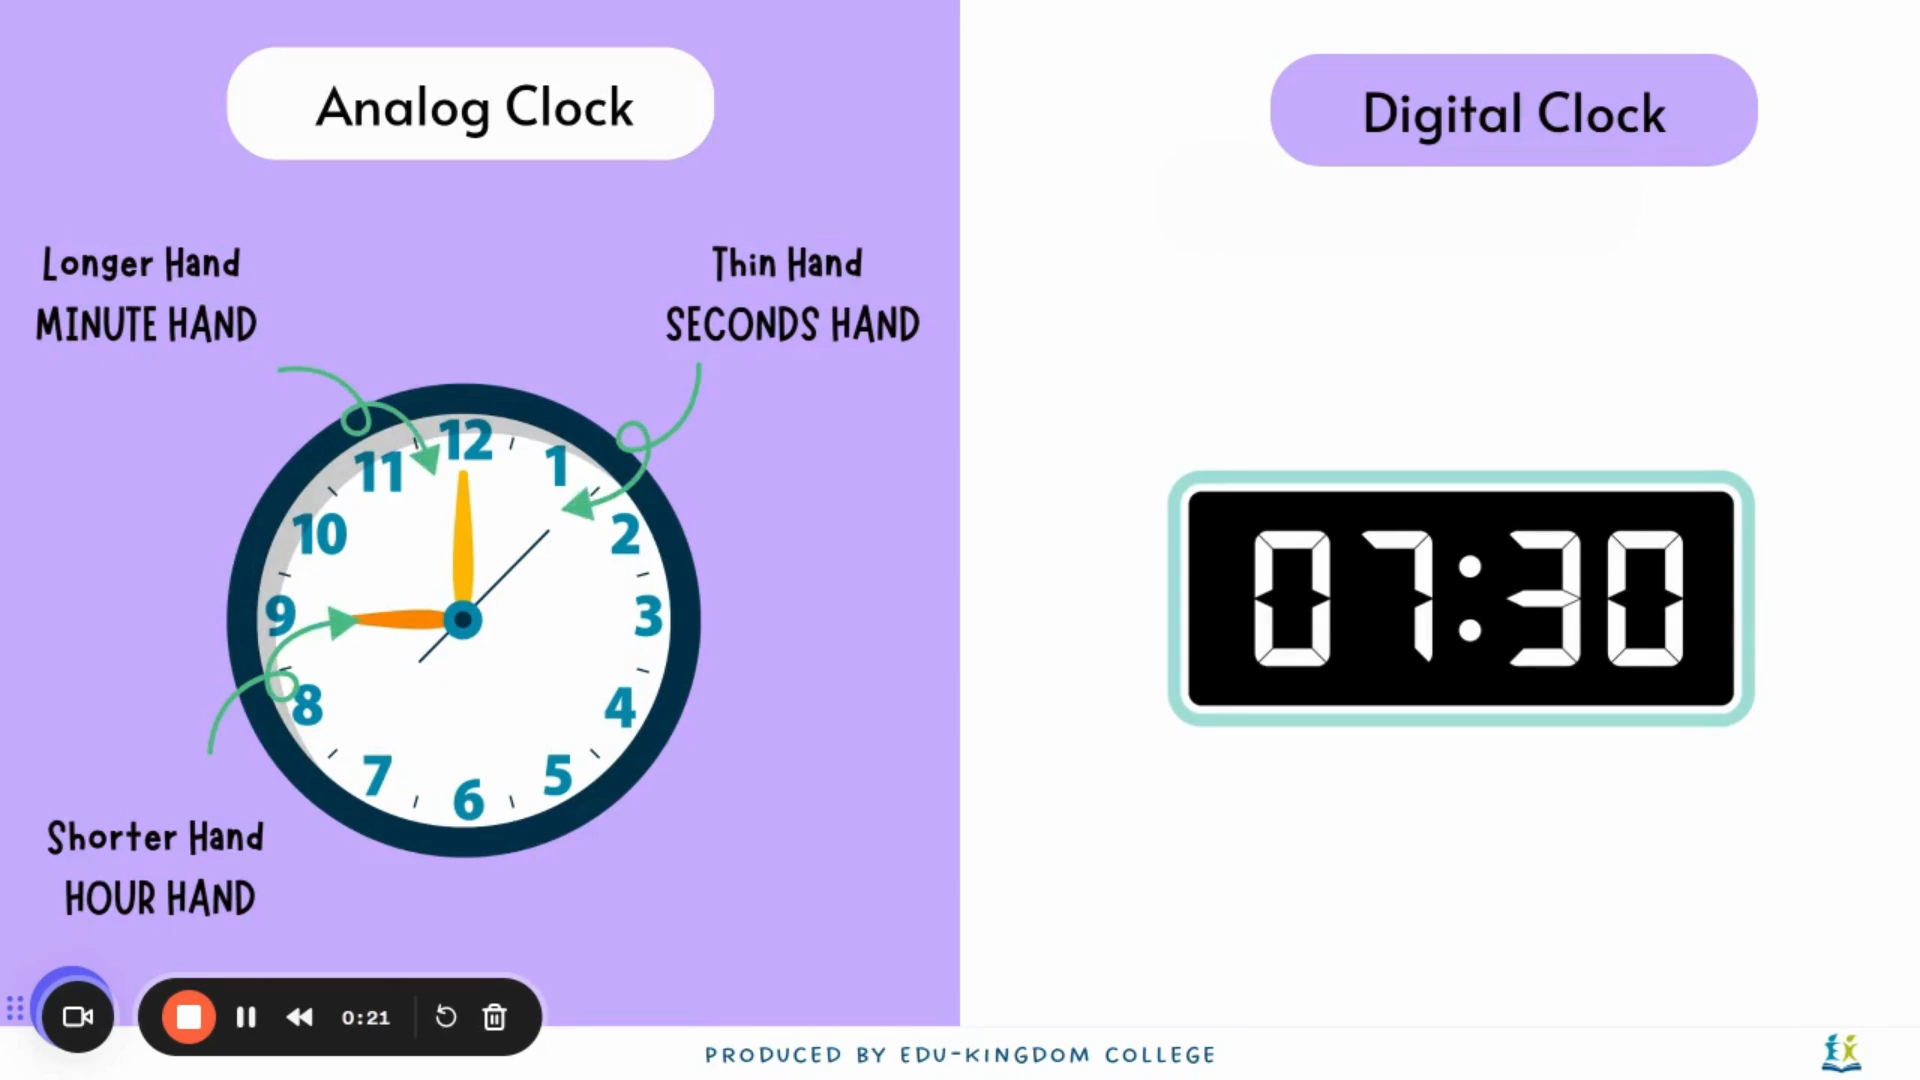 Analog Clock
Digital Clock
Longer Hand
MINUTE HAND
Thin Hand
SECONDS HAND
12
11
1
10
2
9
3
8
4
7
5
6
07:30
Shorter Hand
HOUR HAND
0:21
PRODUCED BY EDU-KINGDOM COLLEGE